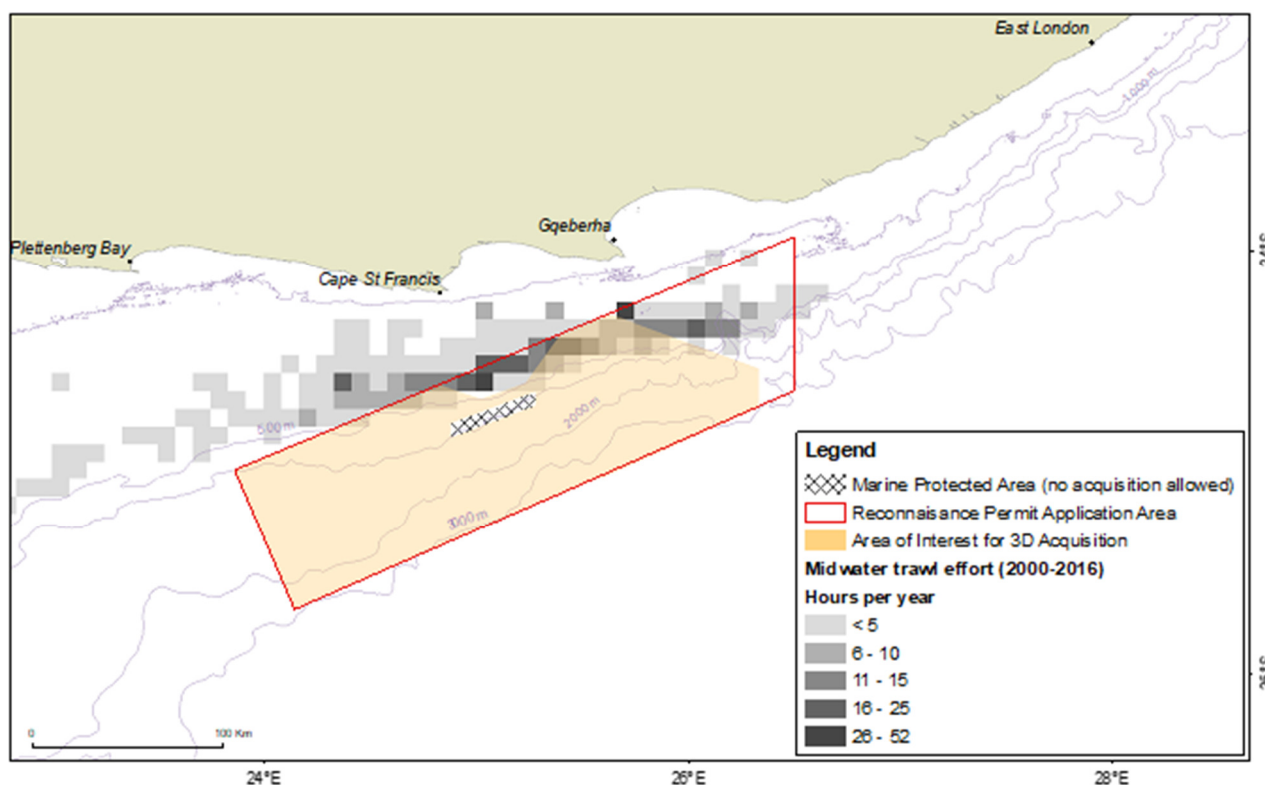 East London
1000 m
Gqeberha
Plettenberg Bay
Cape St Francis
500 m
2000 m
3000 m
Legend
Marine Protected Area (no acquisition allowed)
Reconnaisance Permit Application Area
Area of Interest for 3D Acquisition
Midwater trawl effort (2000-2016)
Hours per year
< 5
6 - 10
11 - 15
16 - 25
26 - 52
0 100 Km
24°E 26°E 28°E